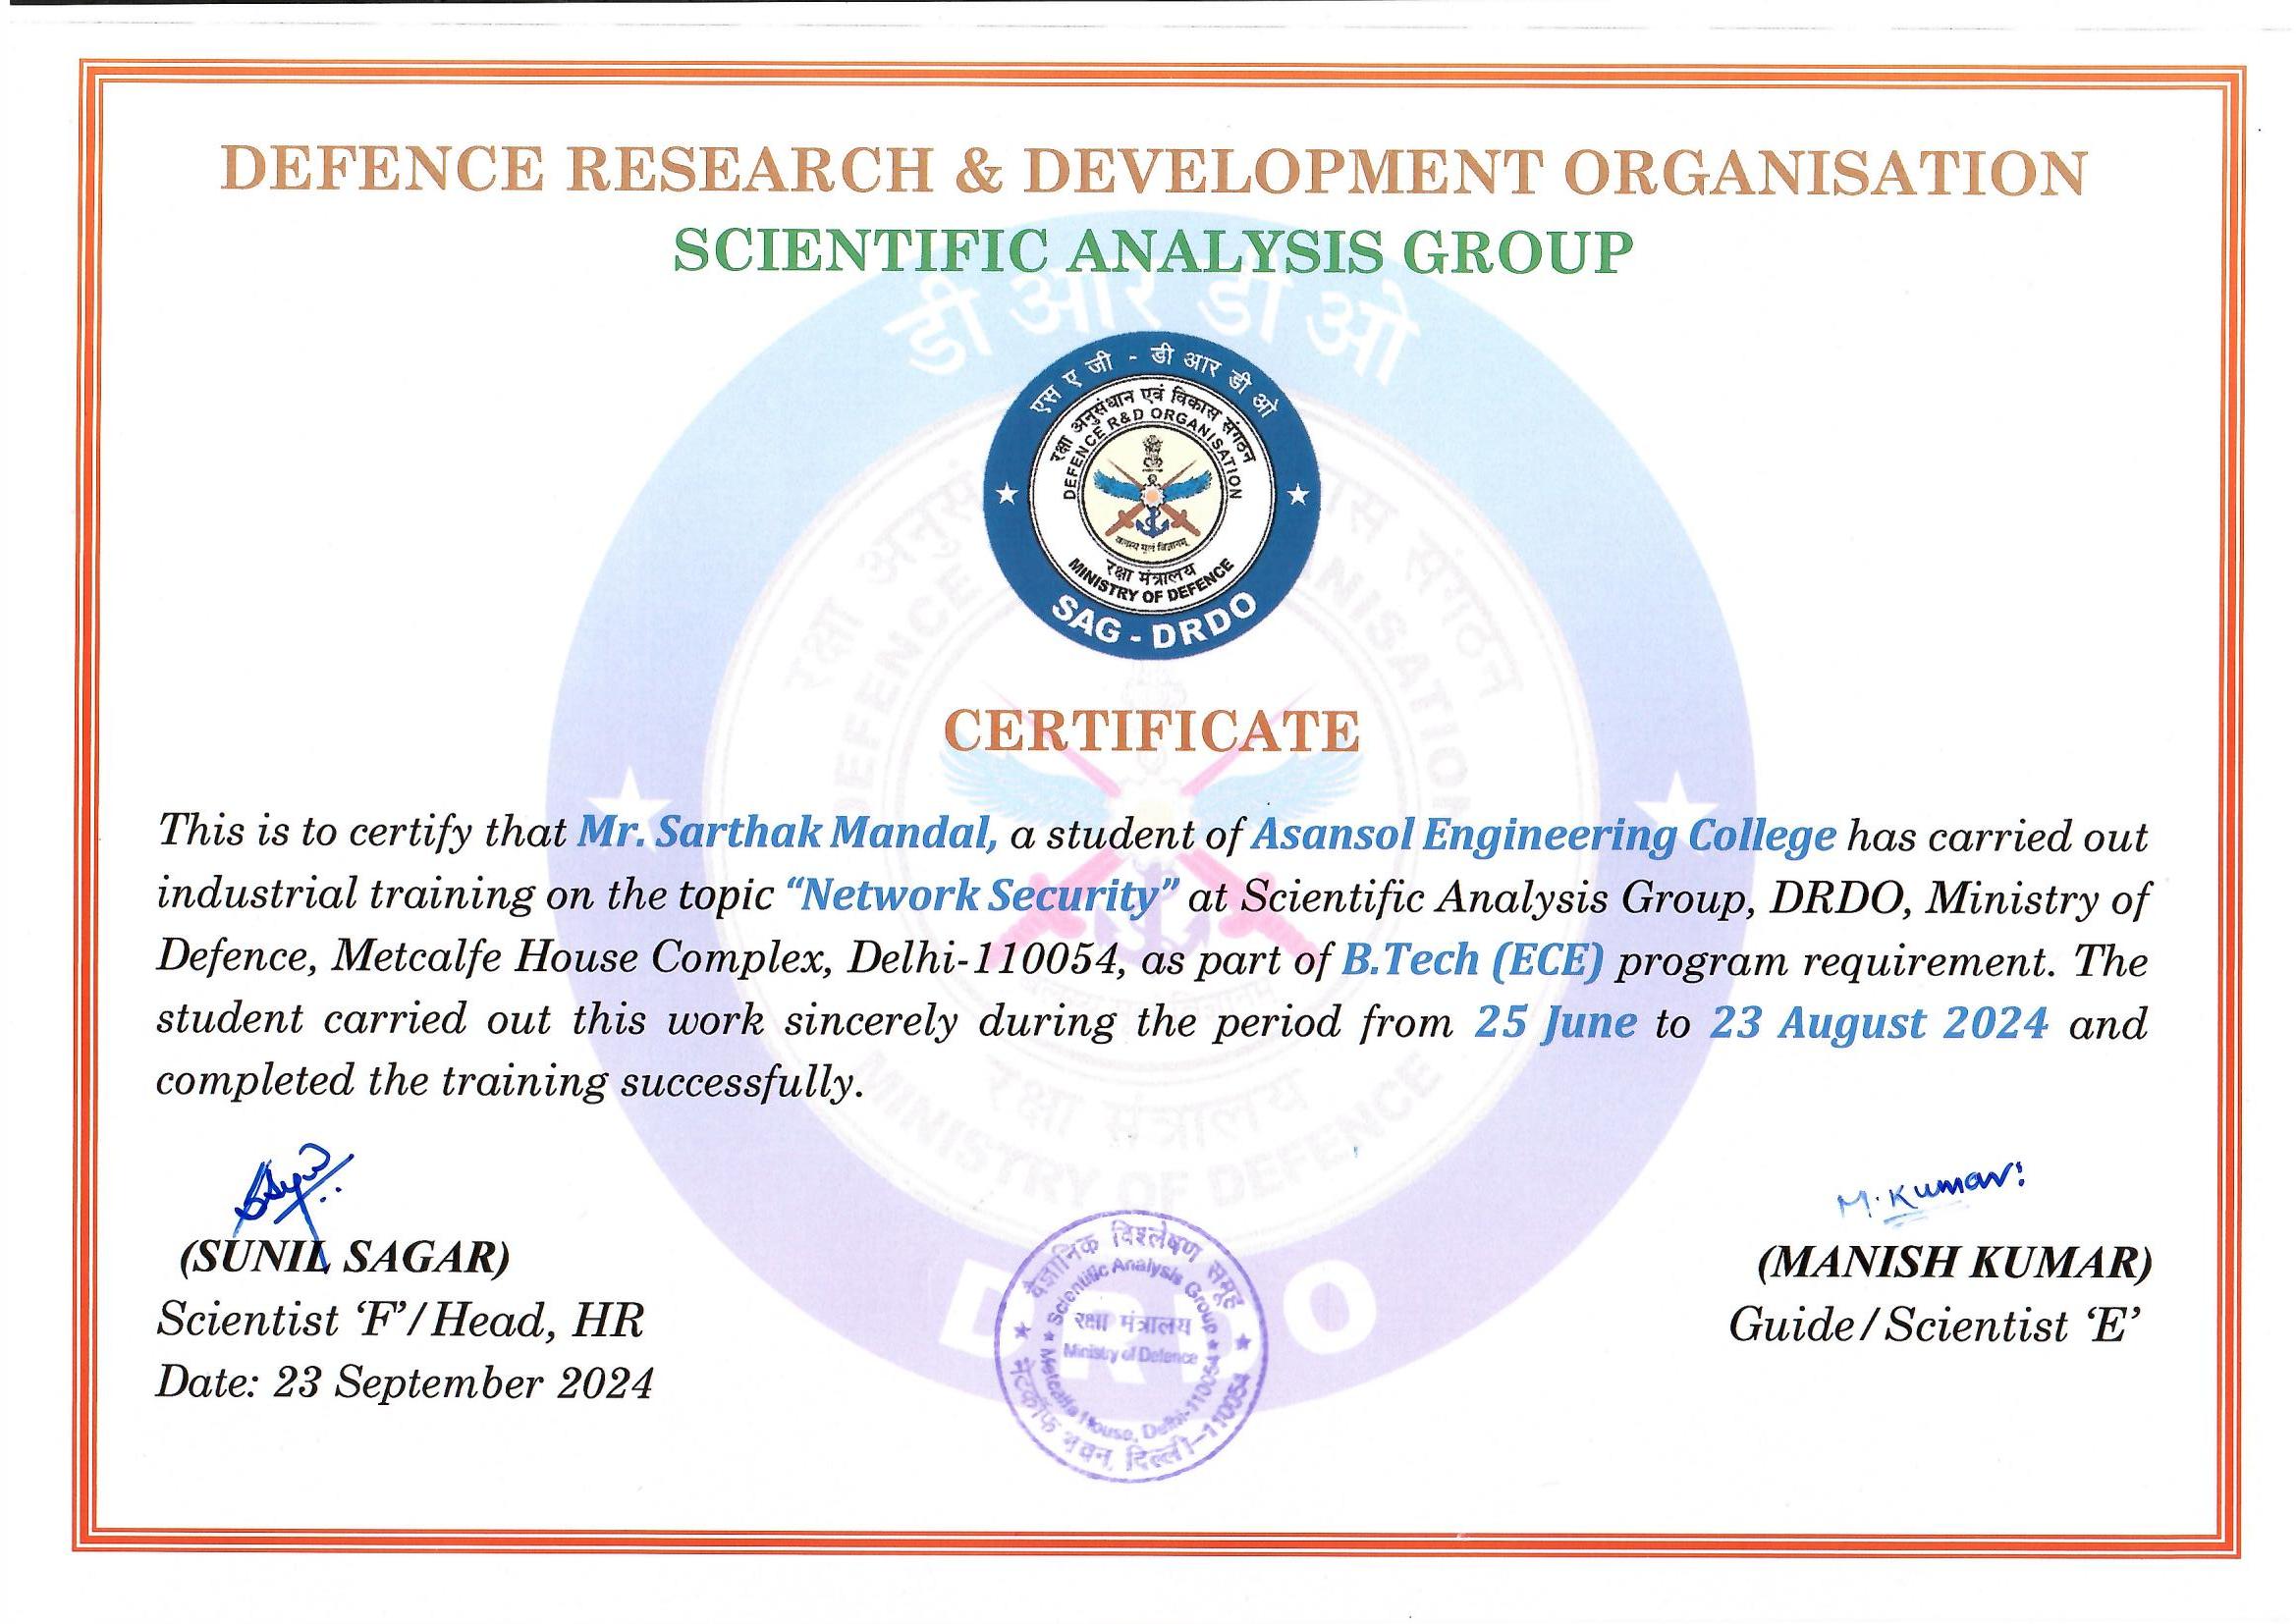 DEFENCE RESEARCH & DEVELOPMENT ORGANISATION
SCIENTIFIC ANALYSIS GROUP
डी आर डी ओ
एस ए जी - डी आर डी ओ
रक्षा अनुसंधान एवं विकास संगठन
DEFENCE R&D ORGANISATION
बलस्य मूलं विज्ञानम्
रक्षा मंत्रालय
MINISTRY OF DEFENCE
SAG - DRDO
CERTIFICATE
This is to certify that Mr. Sarthak Mandal, a student of Asansol Engineering College has carried out
industrial training on the topic “Network Security” at Scientific Analysis Group, DRDO, Ministry of
Defence, Metcalfe House Complex, Delhi-110054, as part of B.Tech (ECE) program requirement. The
student carried out this work sincerely during the period from 25 June to 23 August 2024 and
completed the training successfully.
रक्षा मंत्रालय
MINISTRY OF DEFENCE
DRDO
M. Kumar
(SUNIL SAGAR)
(MANISH KUMAR)
Scientist ‘F’/Head, HR
Guide/Scientist ‘E’
Date: 23 September 2024
वैज्ञानिक विश्लेषण समूह
Scientific Analysis Group
रक्षा मंत्रालय
Ministry of Defence
Metcalfe House, Delhi-110054
मेटकॉफ भवन, दिल्ली-110054